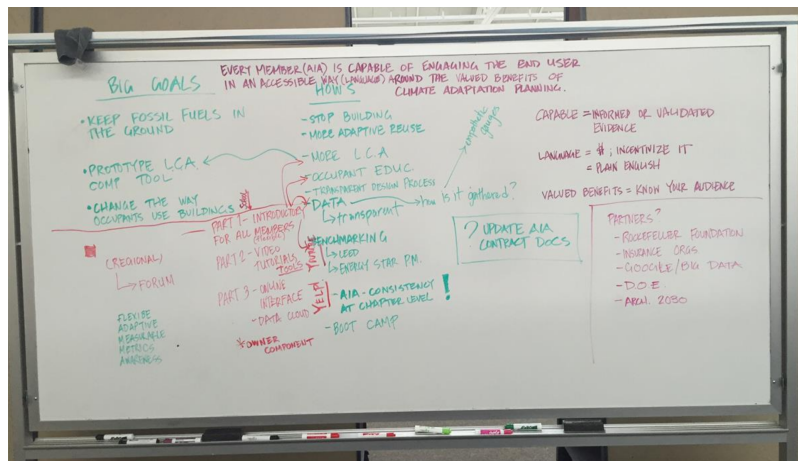 EVERY MEMBER (AIA) IS CAPABLE OF ENGAGING THE END USER
IN AN ACCESSIBLE WAY (LANGUAGE) AROUND THE VALUED BENEFITS OF
CLIMATE ADAPTATION PLANNING.
BIG GOALS
• KEEP FOSSIL FUELS IN
THE GROUND
• PROTOTYPE LCA
COMP TOOL
• CHANGE THE WAY
OCCUPANTS USE BUILDINGS
HOW'S
- STOP BUILDING
- MORE ADAPTIVE REUSE
- MORE L.C.A
- OCCUPANT EDUC
- TRANSPARENT DESIGN PROCESS
- DATA
transparent
how is it gathered?
empathetic
BENCHMARKING
LEED
ENERGY STAR PM.
- AIA - CONSISTENCY
AT CHAPTER LEVEL !
- BOOT CAMP
PART 1 - INTRODUCTORY
FOR ALL MEMBERS
PART 2 - VIDEO
TUTORIALS
TOOLS
PART 3 - ONLINE
INTERFACE
- DATA CLOUD
* OWNER
COMPONENT
YELP!
(REGIONAL)
FORUM
FLEXIBE
ADAPTIVE
MEASURABLE
METRICS
AWARENESS
CAPABLE = INFORMED OR VALIDATED
EVIDENCE
LANGUAGE = $; INCENTIVIZE IT
= PLAIN ENGLISH
VALUED BENEFITS = KNOW YOUR AUDIENCE
? UPDATE AIA
CONTRACT DOCS
PARTNERS?
- ROCKEFELLER FOUNDATION
- INSURANCE ORGS
- GOOGLE/BIG DATA
- D.O.E
- ARCH. 2030